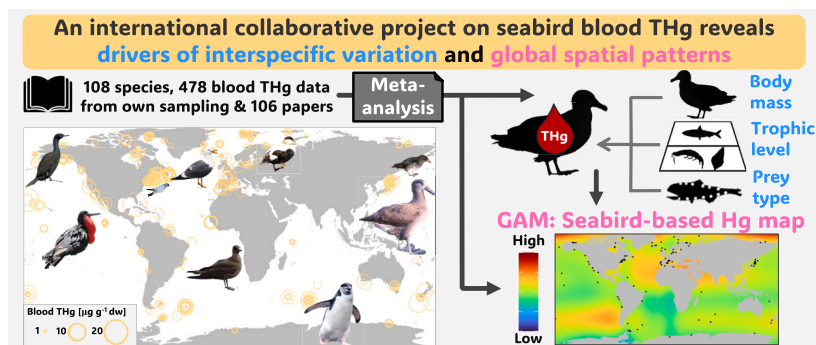 An international collaborative project on seabird blood THg reveals
drivers of interspecific variation and global spatial patterns
108 species, 478 blood THg data
from own sampling & 106 papers
Meta-
analysis
THg
Body
mass
Trophic
level
Prey
type
GAM: Seabird-based Hg map
High
Low
Blood THg [μg g⁻¹ dw]
1 10 20